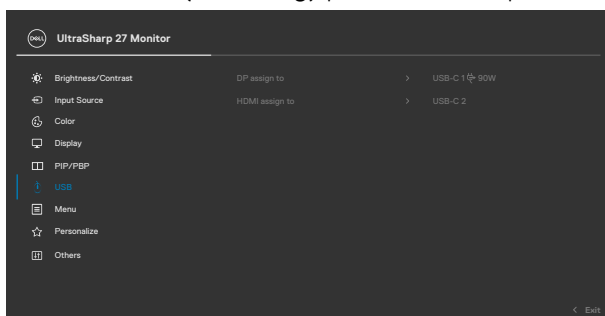 DELL UltraSharp 27 Monitor
Brightness/Contrast DP assign to > USB-C 1 90W
Input Source HDMI assign to > USB-C 2
Color
Display
PIP/PBP
USB
Menu
Personalize
Others
< Exit